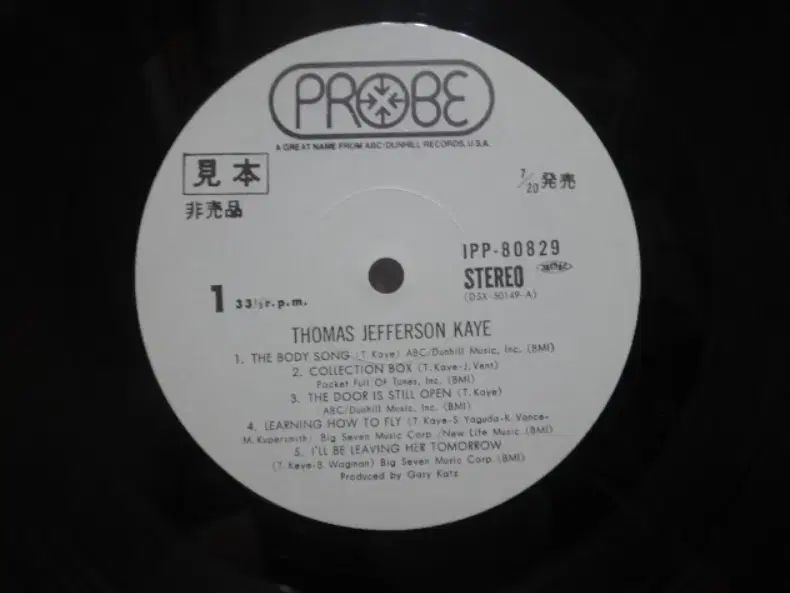 PROBE
A GREAT NAME FROM ABC/DUNHILL RECORDS, U.S.A.
見本
非売品
7/20 発売
IPP-80829
STEREO
(DSX-50149-A)
1 33⅓r.p.m.
THOMAS JEFFERSON KAYE
1. THE BODY SONG (T. Kaye) ABC/Dunhill Music, Inc. (BMI)
2. COLLECTION BOX (T.Kaye-J.Vent)
Pocket Full Of Tunes, Inc. (BMI)
3. THE DOOR IS STILL OPEN (T.Kaye)
ABC/Dunhill Music, Inc. (BMI)
4. LEARNING HOW TO FLY (T. Kaye-S. Yaguda-K. Vance-
M. Kupersmith) Big Seven Music Corp./New Life Music (BMI)
5. I'LL BE LEAVING HER TOMORROW
(T. Kaye-B. Wagman) Big Seven Music Corp. (BMI)
Produced by Gary Katz